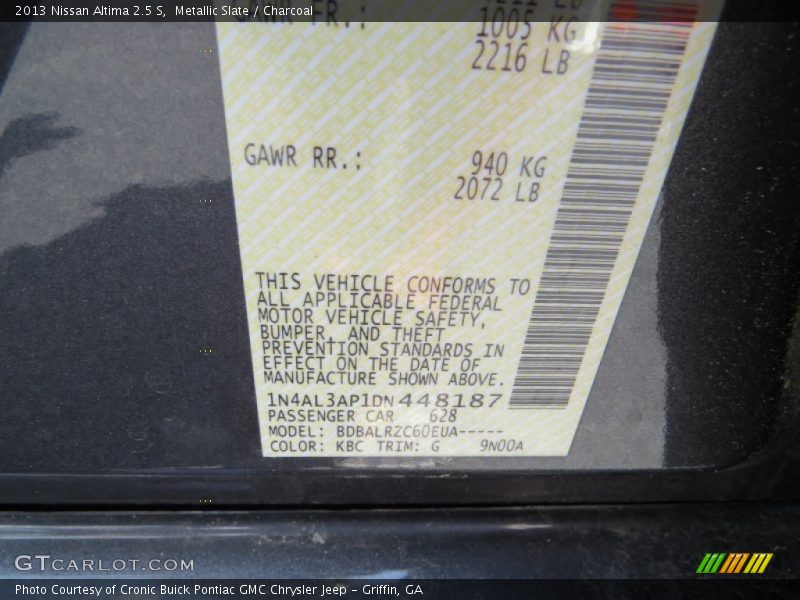 2013 Nissan Altima 2.5 S,  Metallic Slate / Charcoal
GAWR FR.: 1005 KG
2216 LB
GAWR RR.: 940 KG
2072 LB
THIS VEHICLE CONFORMS TO
ALL APPLICABLE FEDERAL
MOTOR VEHICLE SAFETY,
BUMPER, AND THEFT
PREVENTION STANDARDS IN
EFFECT ON THE DATE OF
MANUFACTURE SHOWN ABOVE.
1N4AL3AP1DN448187
PASSENGER CAR 628
MODEL: BDBALRZC60EUA-----
COLOR: KBC TRIM: G 9N00A
GTCARLOT.COM
Photo Courtesy of Cronic Buick Pontiac GMC Chrysler Jeep - Griffin, GA